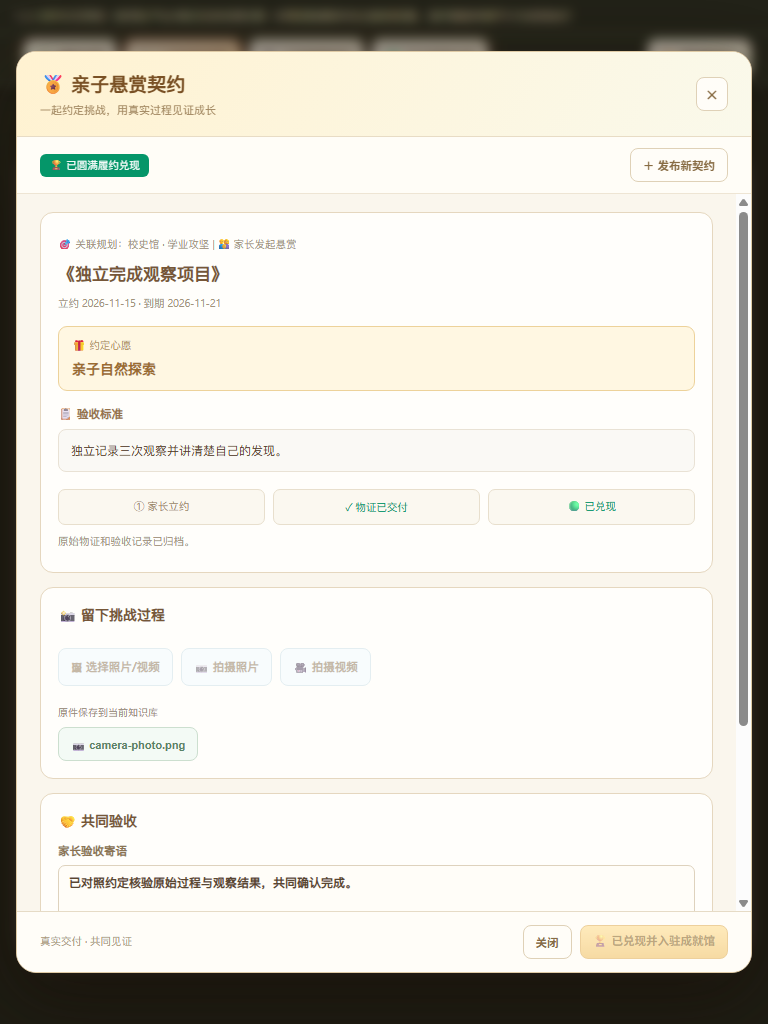 亲子悬赏契约
一起约定挑战，用真实过程见证成长
已圆满履约兑现
＋ 发布新契约
关联规划：校史馆 · 学业攻坚 | 家长发起悬赏
《独立完成观察项目》
立约 2026-11-15 · 到期 2026-11-21
约定心愿
亲子自然探索
验收标准
独立记录三次观察并讲清楚自己的发现。
① 家长立约
✓ 物证已交付
已兑现
原始物证和验收记录已归档。
留下挑战过程
选择照片/视频
拍摄照片
拍摄视频
原件保存到当前知识库
camera-photo.png
共同验收
家长验收寄语
已对照约定核验原始过程与观察结果，共同确认完成。
真实交付 · 共同见证
关闭
已兑现并入驻成就馆